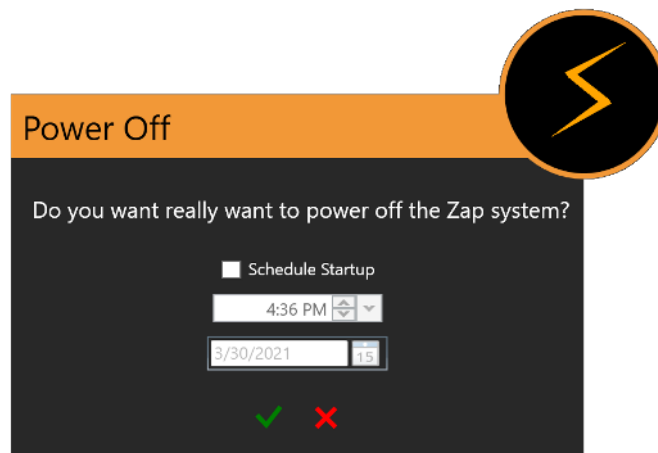 Power Off
Do you want really want to power off the Zap system?
Schedule Startup
4:36 PM
3/30/2021
15